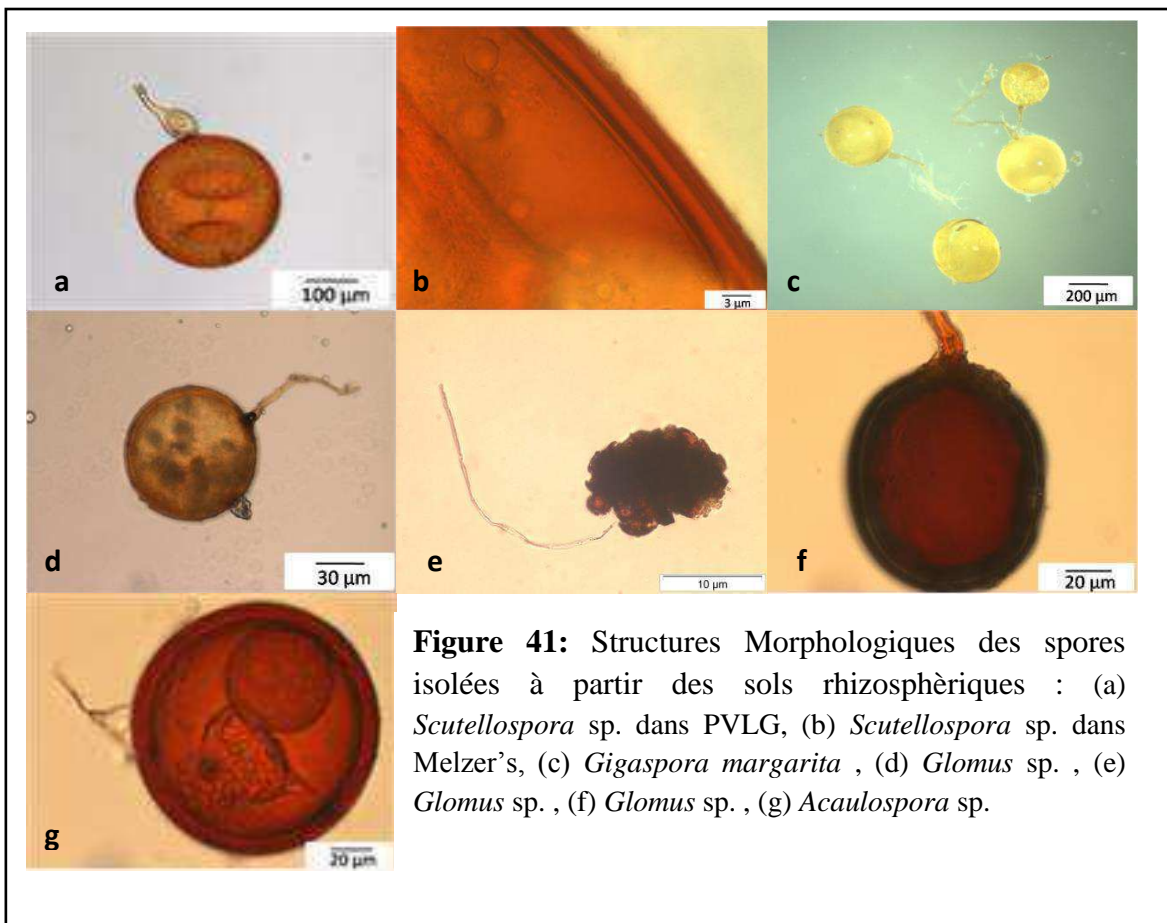 a
100 µm
b
3 µm
c
200 µm
d
30 µm
e
10 µm
f
20 µm
g
20 µm
Figure 41: Structures Morphologiques des spores
isolées à partir des sols rhizosphèriques : (a)
Scutellospora sp. dans PVLG, (b) Scutellospora sp. dans
Melzer’s, (c) Gigaspora margarita , (d) Glomus sp. , (e)
Glomus sp. , (f) Glomus sp. , (g) Acaulospora sp.